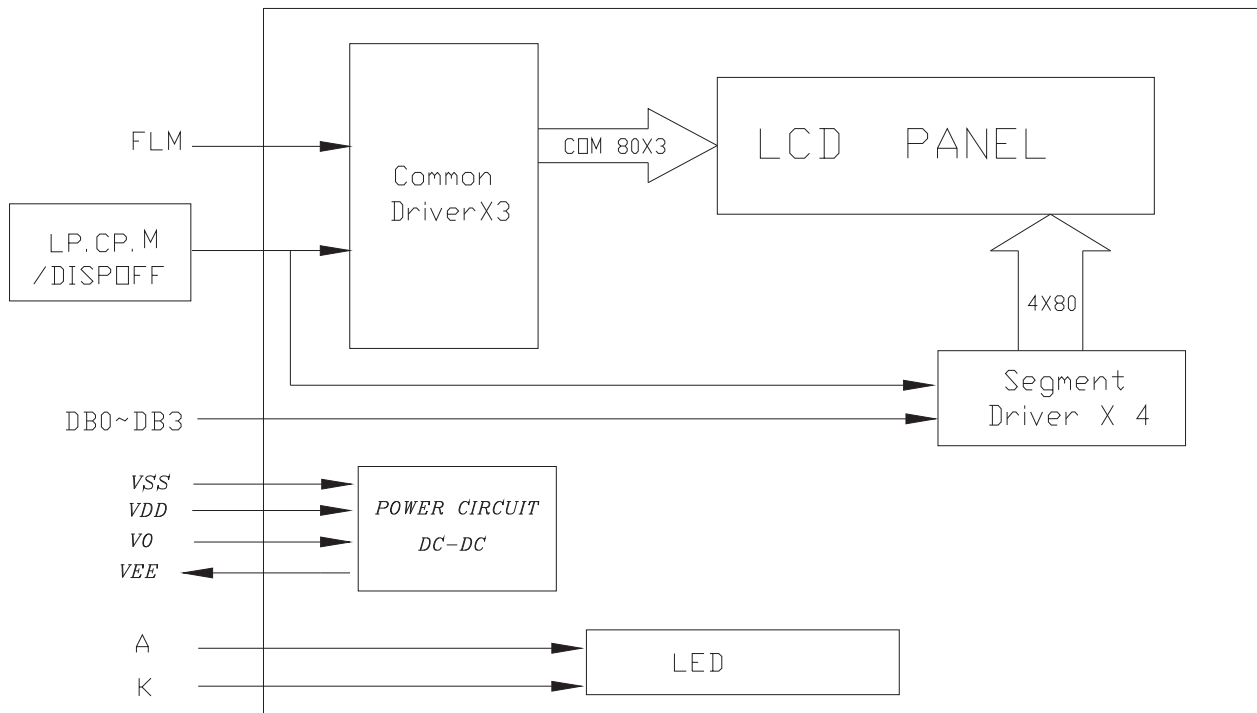 FLM
LP.CP.M
/DISPOFF
Common
DriverX3
COM 80X3
LCD PANEL
4X80
Segment
Driver X 4
DB0~DB3
VSS
VDD
V0
VEE
POWER CIRCUIT
DC-DC
A
K
LED